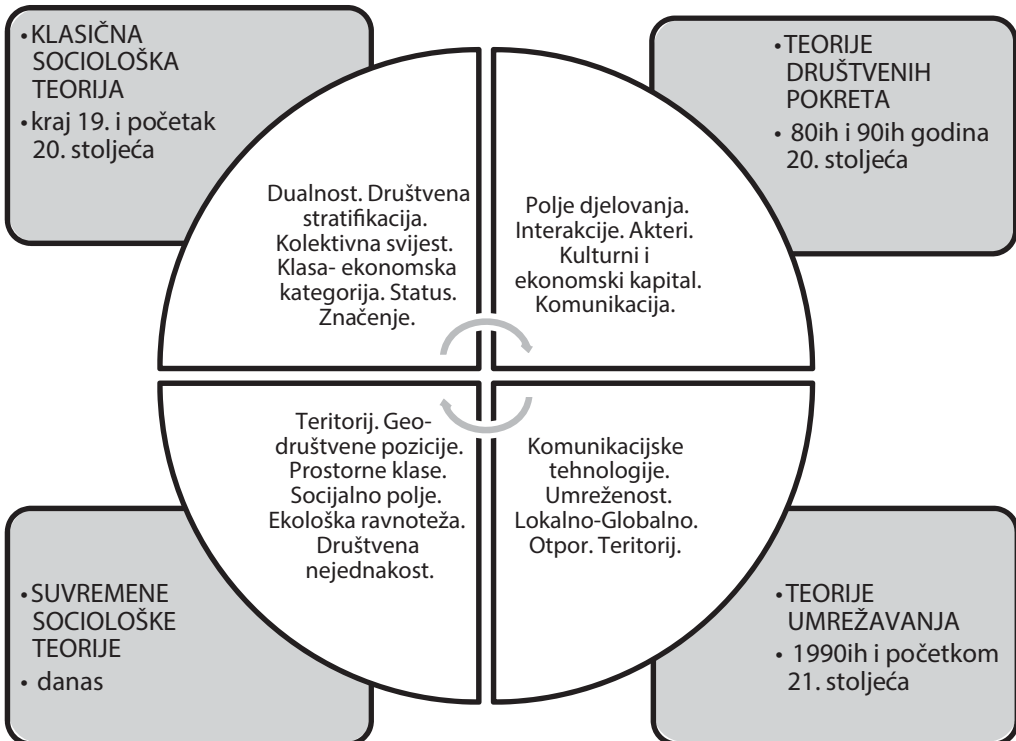 •KLASIČNA
SOCIOLOŠKA
TEORIJA
•kraj 19. i početak
20. stoljeća
Dualnost. Društvena
stratifikacija.
Kolektivna svijest.
Klasa- ekonomska
kategorija. Status.
Značenje.
•TEORIJE
DRUŠTVENIH
POKRETA
• 80ih i 90ih godina
20. stoljeća
Polje djelovanja.
Interakcije. Akteri.
Kulturni i
ekonomski kapital.
Komunikacija.
Teritorij. Geo-
društvene pozicije.
Prostorne klase.
Socijalno polje.
Ekološka ravnoteža.
Društvena
nejednakost.
•SUVREMENE
SOCIOLOŠKE
TEORIJE
• danas
Komunikacijske
tehnologije.
Umreženost.
Lokalno-Globalno.
Otpor. Teritorij.
•TEORIJE
UMREŽAVANJA
• 1990ih i početkom
21. stoljeća